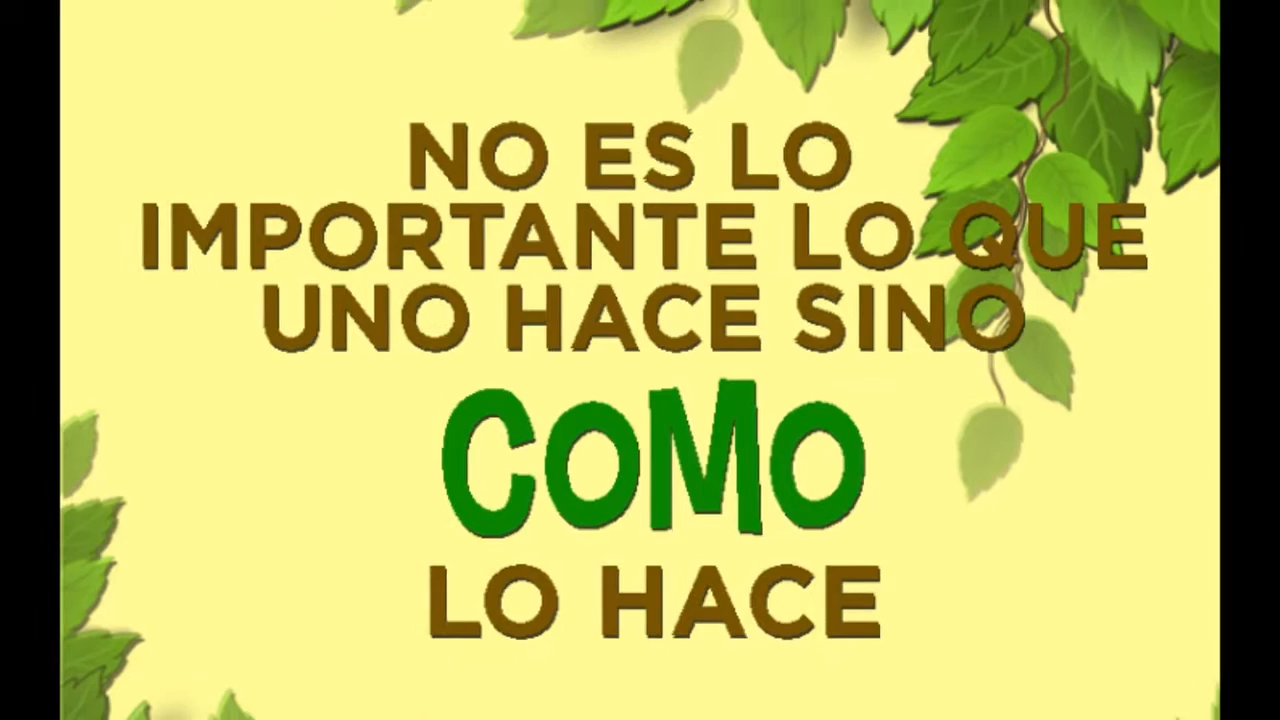 NO ES LO
IMPORTANTE LO QUE
UNO HACE SINO
COMO
LO HACE